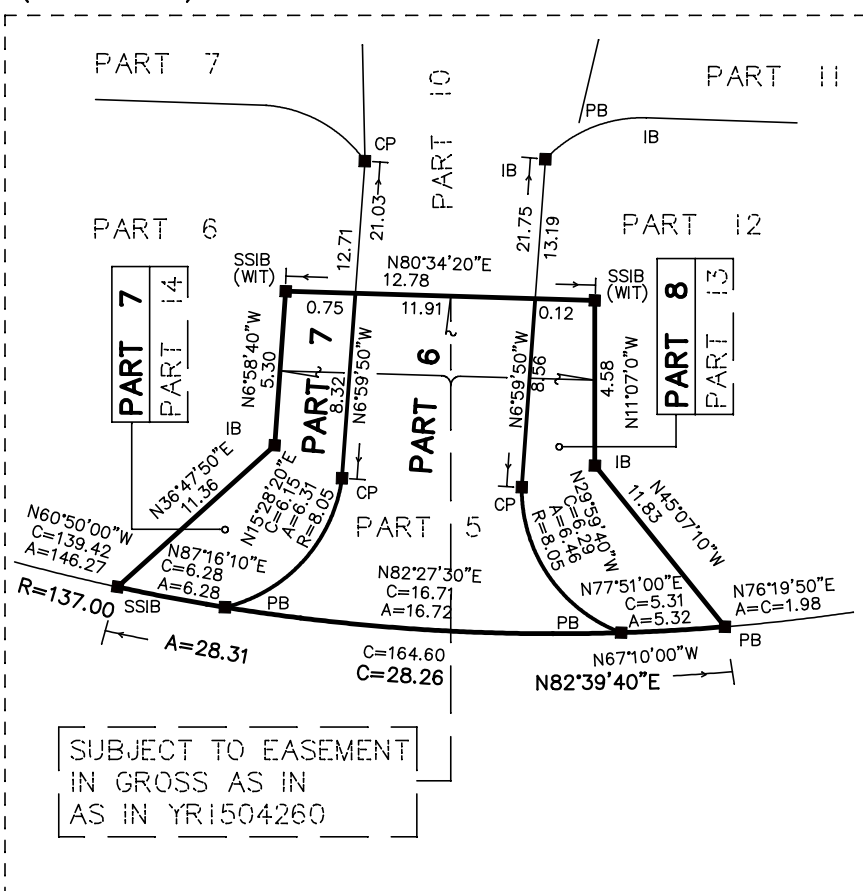 PART 7
PART 10
PART 11
PB
IB
CP
IB
12.71
21.03
21.75
13.19
PART 6
PART 12
SSIB
(WIT)
N80°34'20"E
12.78
SSIB
(WIT)
0.75
11.91
0.12
PART 7
PART 14
PART 8
PART 13
N6°58'40"W
5.30
PART 7
8.32
N6°59'50"W
PART 6
N6°59'50"W
8.56
4.58
N11°07'0"W
IB
IB
N36°47'50"E
11.36
N15°28'20"E
C=6.15
A=6.31
R=8.05
CP
CP
PART 5
N29°59'40"W
C=6.29
A=6.46
R=8.05
N45°07'10"W
11.83
N60°50'00"W
C=139.42
A=146.27
N87°16'10"E
C=6.28
A=6.28
N82°27'30"E
C=16.71
A=16.72
N77°51'00"E
C=5.31
A=5.32
N76°19'50"E
A=C=1.98
R=137.00
SSIB
PB
PB
PB
A=28.31
C=164.60
C=28.26
N67°10'00"W
N82°39'40"E
SUBJECT TO EASEMENT
IN GROSS AS IN
AS IN YR1504260